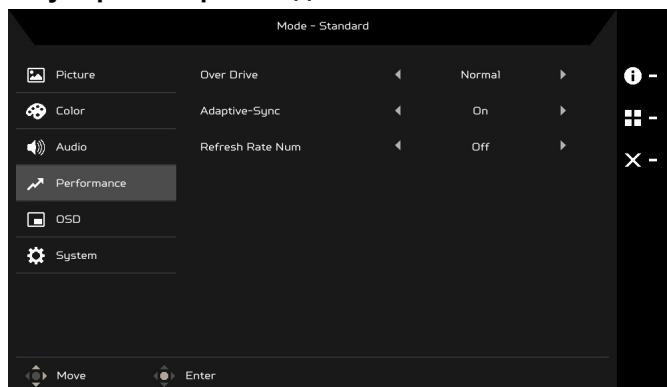 Mode - Standard
Picture
Over Drive Normal
Color
Adaptive-Sync On
Audio
Refresh Rate Num Off
Performance
OSD
System
Move Enter